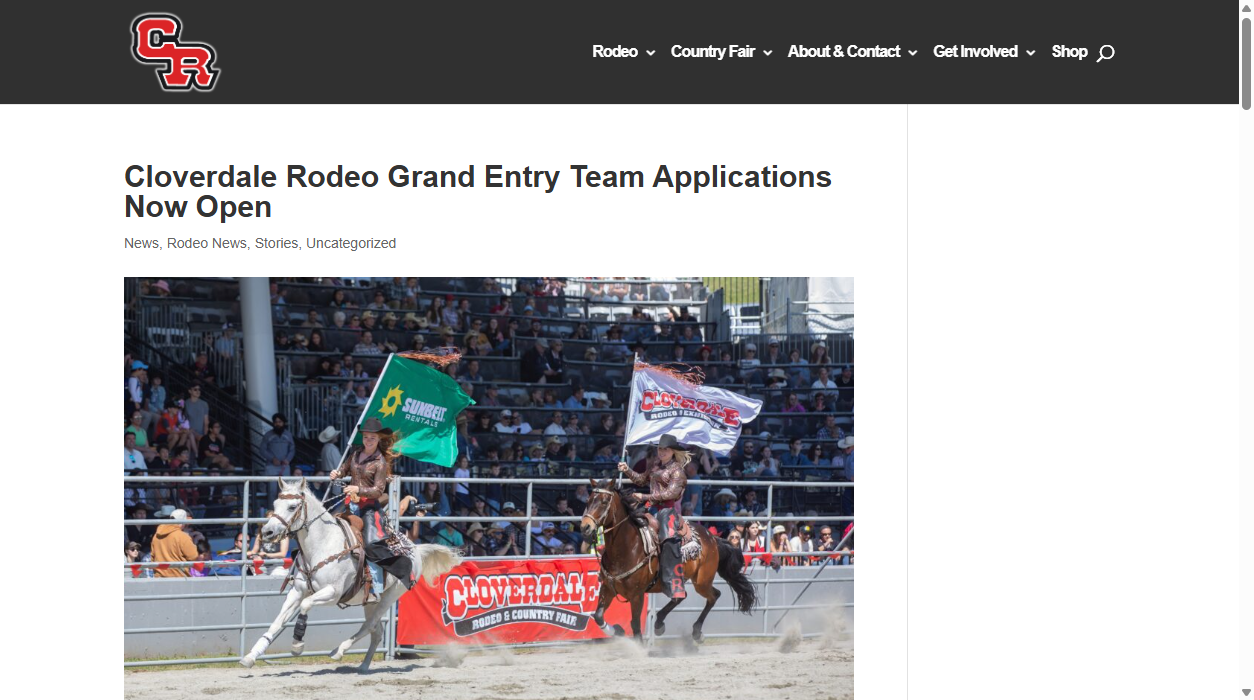 CR
Rodeo Country Fair About & Contact Get Involved Shop
Cloverdale Rodeo Grand Entry Team Applications
Now Open
News, Rodeo News, Stories, Uncategorized
SUNBELT
RENTALS
CLOVERDALE
CLOVERDALE
RODEO & COUNTRY FAIR
CR